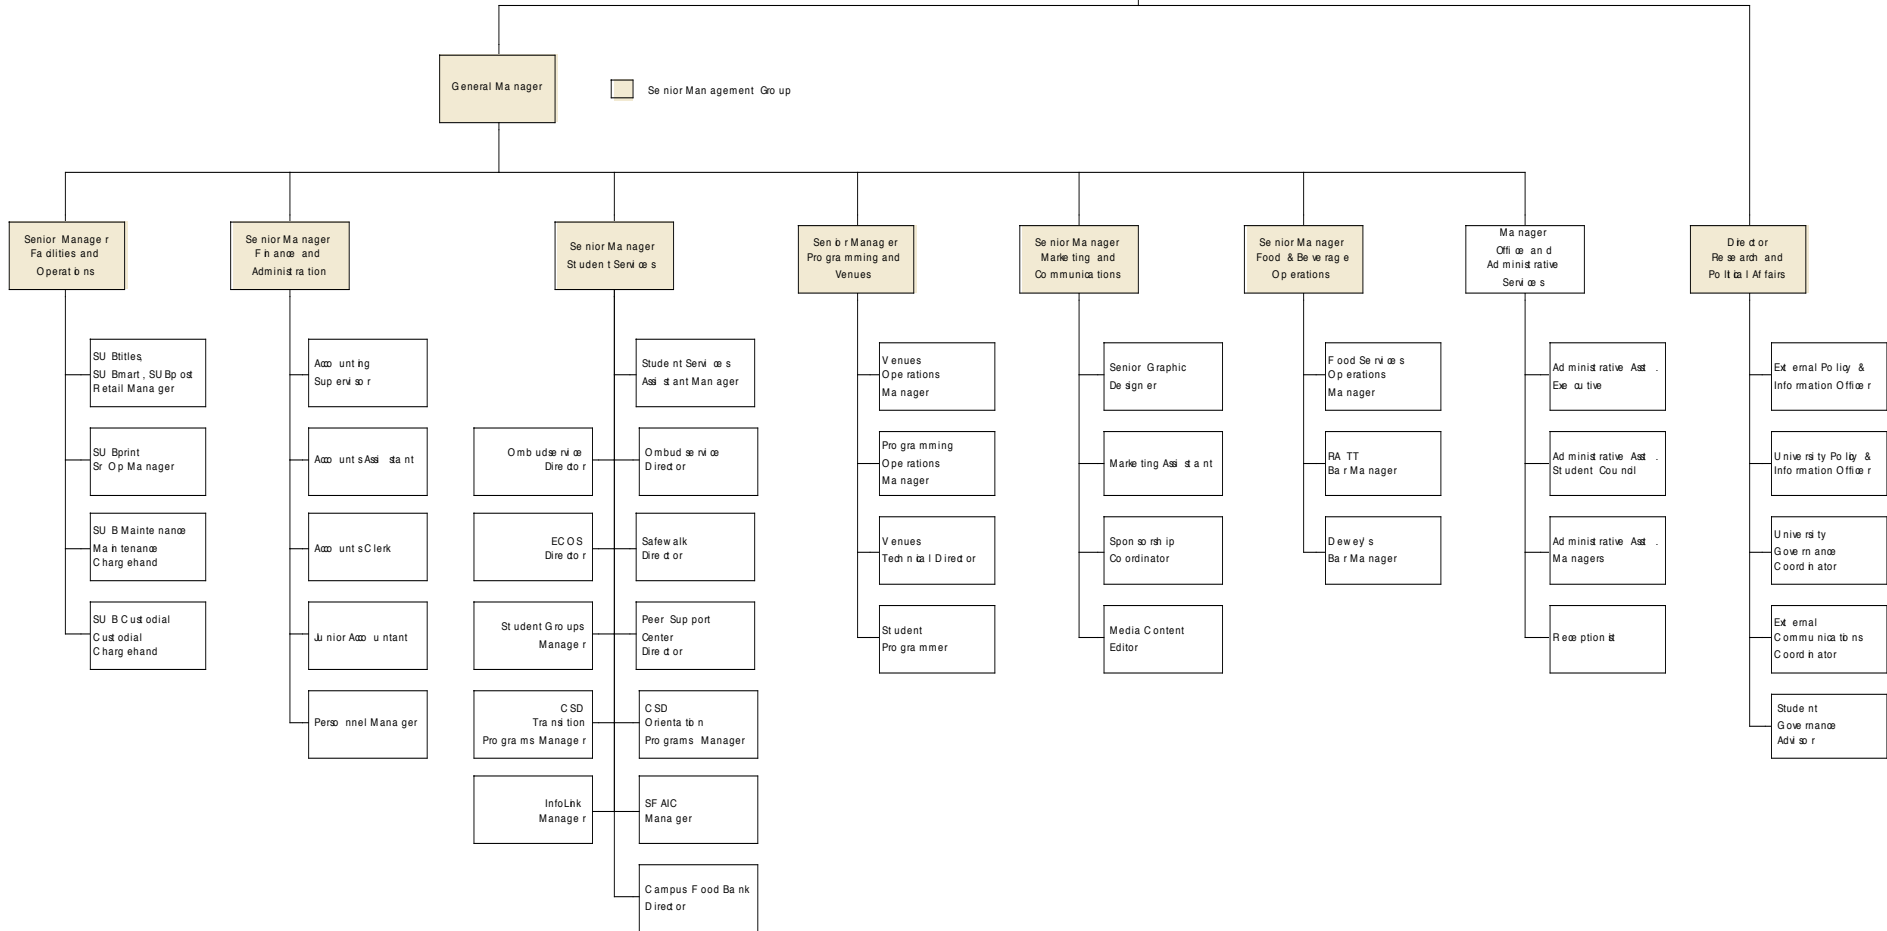 General Manager
Senior Management Group
Senior Manager
Facilities and
Operations
Senior Manager
Finance and
Administration
Senior Manager
Student Services
Senior Manager
Programming and
Venues
Senior Manager
Marketing and
Communications
Senior Manager
Food & Beverage
Operations
Manager
Office and
Administrative
Services
Director
Research and
Political Affairs
SUBtitles,
SUBmart, SUBpost
Retail Manager
SUBprint
Sr Op Manager
SUB Maintenance
Maintenance
Chargehand
SUB Custodial
Custodial
Chargehand
Accounting
Supervisor
Accounts Assistant
Accounts Clerk
Junior Accountant
Personnel Manager
Student Services
Assistant Manager
Ombudservice
Director
Ombudservice
Director
ECOS
Director
Safewalk
Director
Student Groups
Manager
Peer Support
Center
Director
CSD
Transition
Programs Manager
CSD
Orientation
Programs Manager
InfoLink
Manager
SFAIC
Manager
Campus Food Bank
Director
Venues
Operations
Manager
Programming
Operations
Manager
Venues
Technical Director
Student
Programmer
Senior Graphic
Designer
Marketing Assistant
Sponsorship
Coordinator
Media Content
Editor
Food Services
Operations
Manager
RATT
Bar Manager
Dewey's
Bar Manager
Administrative Asst.
Executive
Administrative Asst.
Student Council
Administrative Asst.
Managers
Receptionist
External Policy &
Information Officer
University Policy &
Information Officer
University
Governance
Coordinator
External
Communications
Coordinator
Student
Governance
Advisor